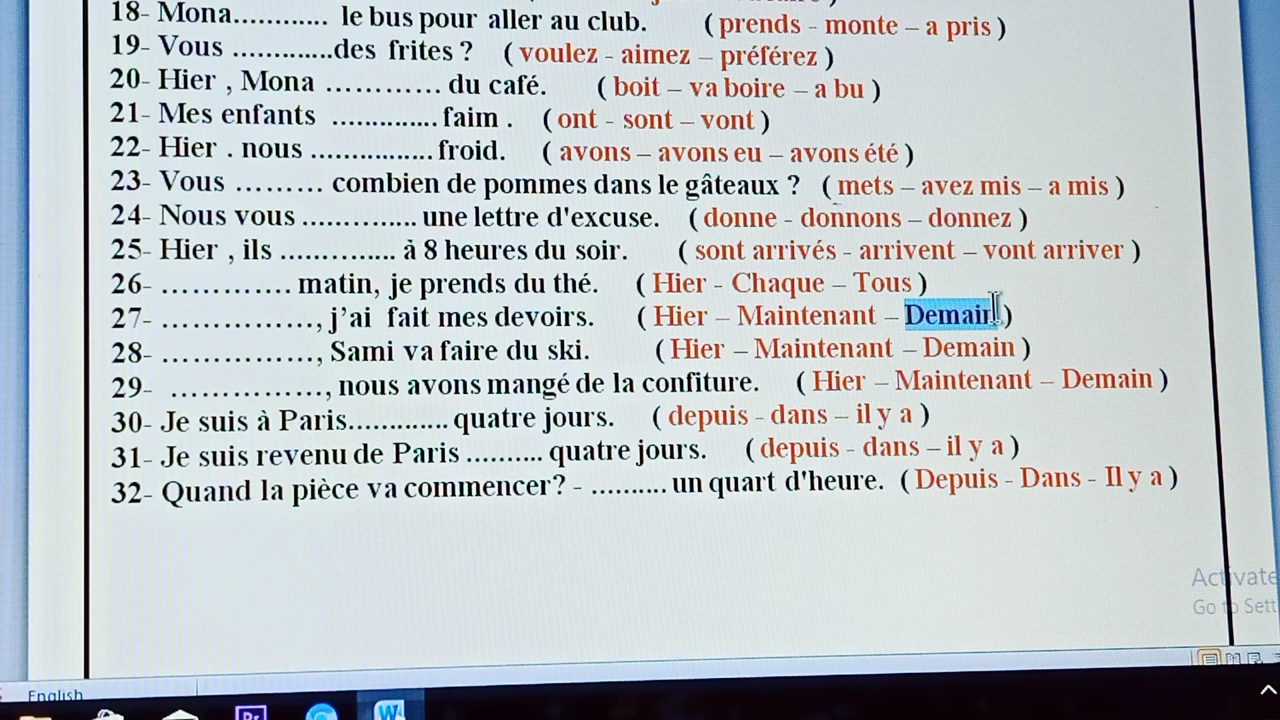 18- Mona............ le bus pour aller au club. ( prends - monte – a pris )
19- Vous .............des frites ? ( voulez - aimez – préférez )
20- Hier , Mona ............ du café. ( boit – va boire – a bu )
21- Mes enfants ............. faim . ( ont - sont – vont )
22- Hier . nous ................ froid. ( avons – avons eu – avons été )
23- Vous ......... combien de pommes dans le gâteaux ? ( mets – avez mis – a mis )
24- Nous vous .............. une lettre d'excuse. ( donne - donnons – donnez )
25- Hier , ils .............. à 8 heures du soir. ( sont arrivés - arrivent – vont arriver )
26- ............. matin, je prends du thé. ( Hier - Chaque – Tous )
27- ................, j’ai fait mes devoirs. ( Hier – Maintenant – Demain )
28- ................, Sami va faire du ski. ( Hier – Maintenant – Demain )
29- ................, nous avons mangé de la confiture. ( Hier – Maintenant – Demain )
30- Je suis à Paris............. quatre jours. ( depuis - dans – il y a )
31- Je suis revenu de Paris .......... quatre jours. ( depuis - dans – il y a )
32- Quand la pièce va commencer? - .......... un quart d'heure. ( Depuis - Dans - Il y a )
Activate
Go to Sett
English
Pr
W